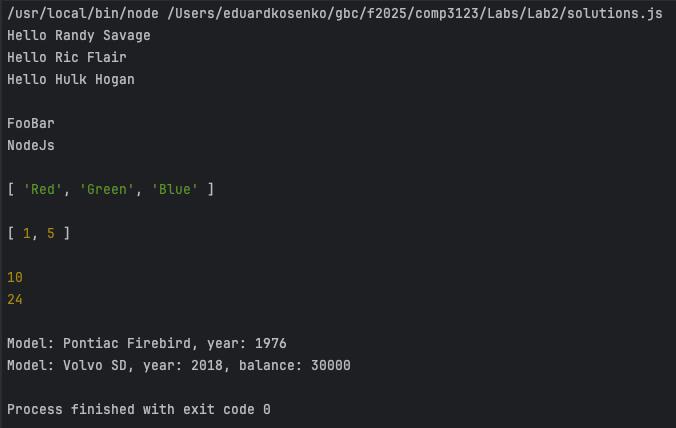 /usr/local/bin/node /Users/eduardkosenko/gbc/f2025/comp3123/Labs/Lab2/solutions.js
Hello Randy Savage
Hello Ric Flair
Hello Hulk Hogan
FooBar
NodeJs
[ 'Red', 'Green', 'Blue' ]
[ 1, 5 ]
10
24
Model: Pontiac Firebird, year: 1976
Model: Volvo SD, year: 2018, balance: 30000
Process finished with exit code 0